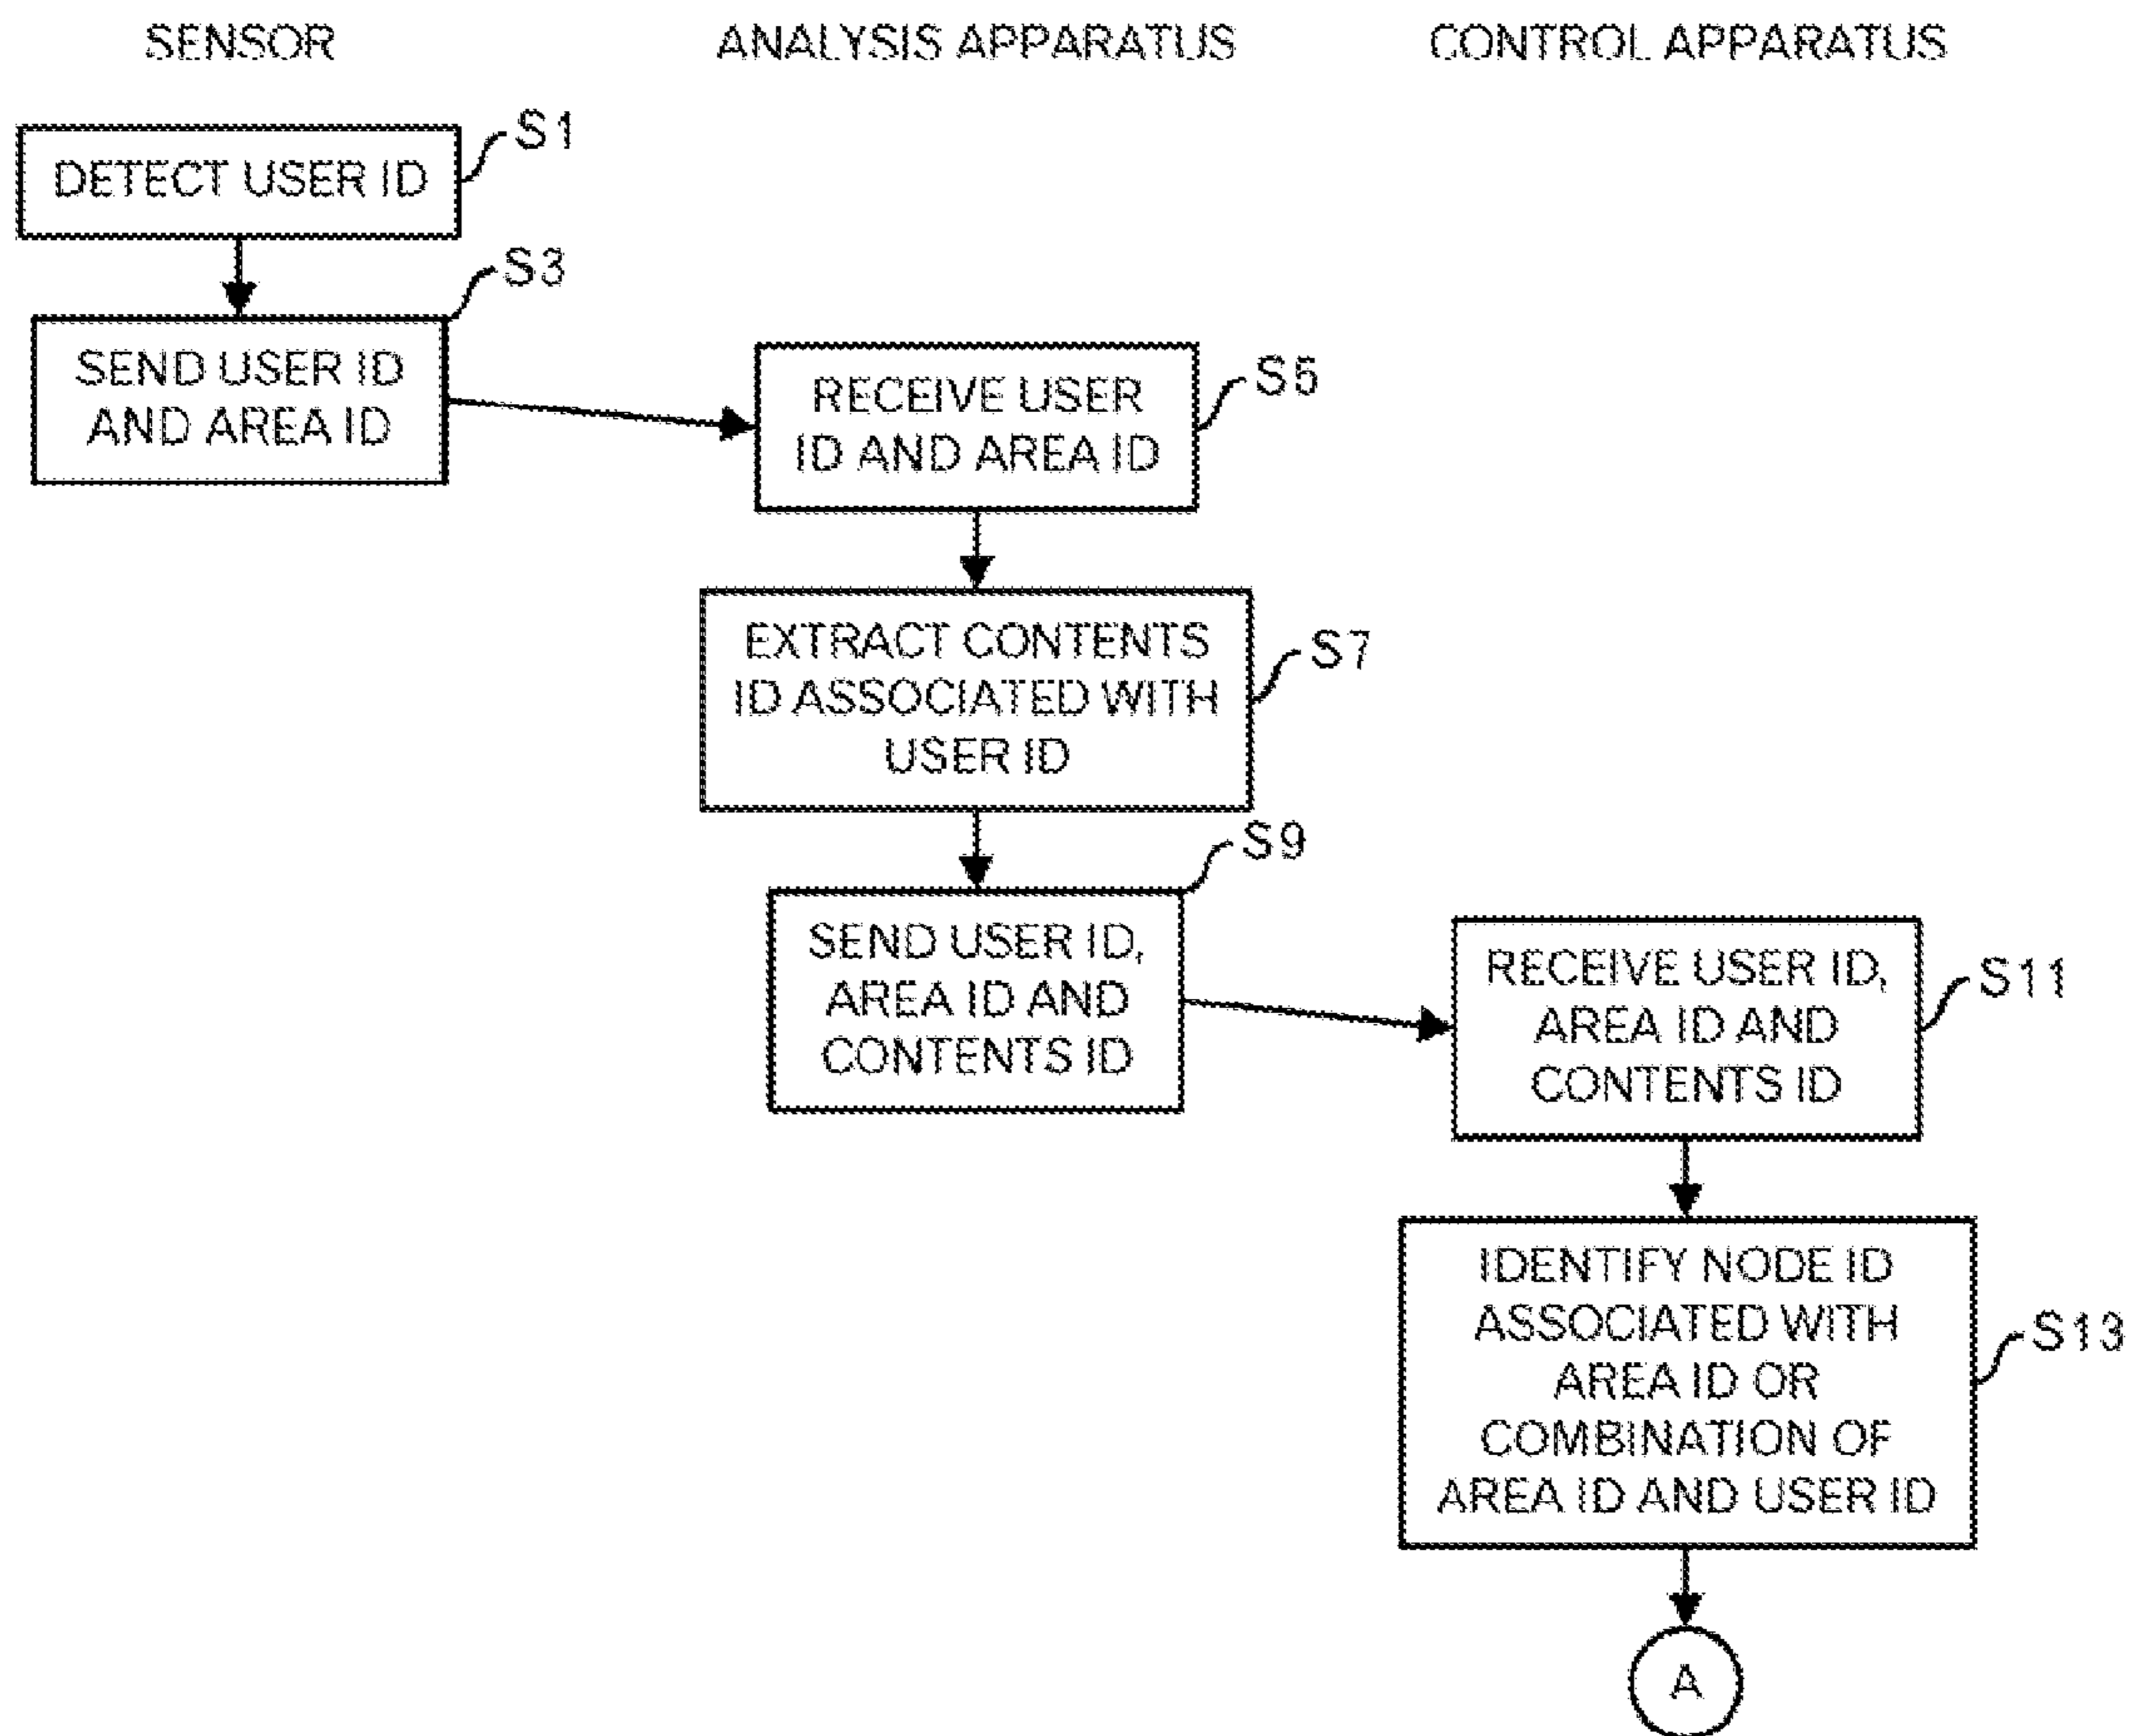 SENSOR
ANALYSIS APPARATUS
CONTROL APPARATUS
S1
DETECT USER ID
S3
SEND USER ID
AND AREA ID
S5
RECEIVE USER
ID AND AREA ID
S7
EXTRACT CONTENTS
ID ASSOCIATED WITH
USER ID
S9
SEND USER ID,
AREA ID AND
CONTENTS ID
S11
RECEIVE USER ID,
AREA ID AND
CONTENTS ID
S13
IDENTIFY NODE ID
ASSOCIATED WITH
AREA ID OR
COMBINATION OF
AREA ID AND USER ID
A